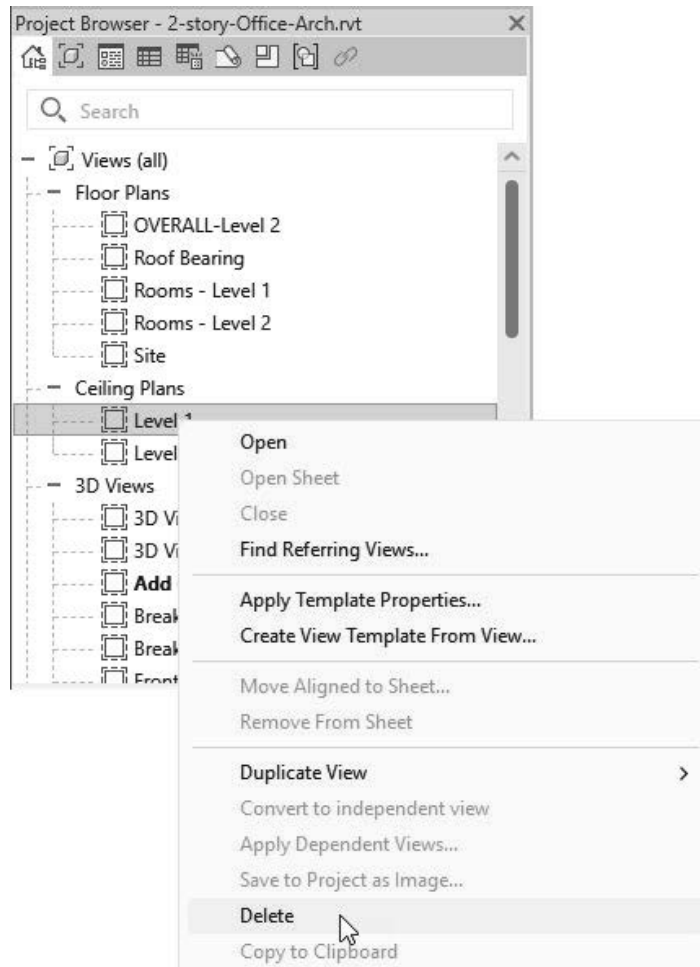 Project Browser - 2-story-Office-Arch.rvt
Search
Views (all)
Floor Plans
OVERALL-Level 2
Roof Bearing
Rooms - Level 1
Rooms - Level 2
Site
Ceiling Plans
Level 1
Level
3D Views
3D Vi
3D Vi
Add
Break
Break
Front
Open
Open Sheet
Close
Find Referring Views...
Apply Template Properties...
Create View Template From View...
Move Aligned to Sheet...
Remove From Sheet
Duplicate View
Convert to independent view
Apply Dependent Views...
Save to Project as Image...
Delete
Copy to Clipboard